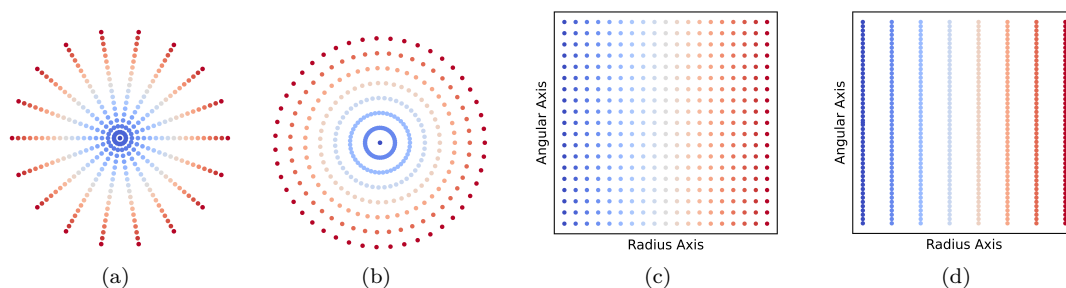 Angular Axis
Radius Axis
Angular Axis
Radius Axis
(a)
(b)
(c)
(d)